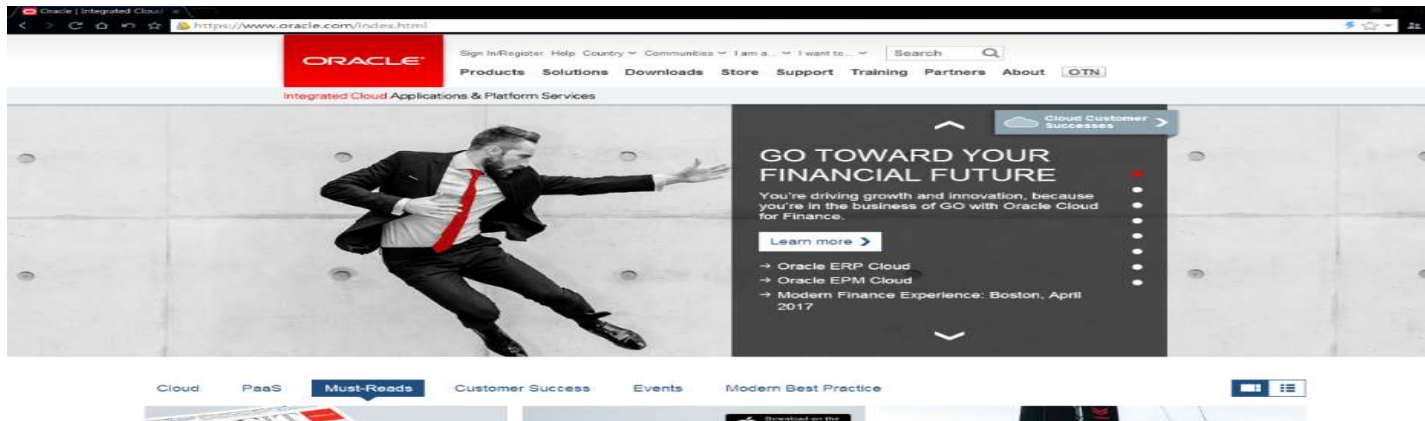 Oracle | Integrated Cloud
https://www.oracle.com/index.html
ORACLE
Sign In/Register Help Country Communities I am a... I want to... Search
Products Solutions Downloads Store Support Training Partners About OTN
Integrated Cloud Applications & Platform Services
Cloud Customer
Successes
GO TOWARD YOUR
FINANCIAL FUTURE
You're driving growth and innovation, because
you're in the business of GO with Oracle Cloud
for Finance.
Learn more
→ Oracle ERP Cloud
→ Oracle EPM Cloud
→ Modern Finance Experience: Boston, April
2017
Cloud PaaS Must-Reads Customer Success Events Modern Best Practice
Download on the